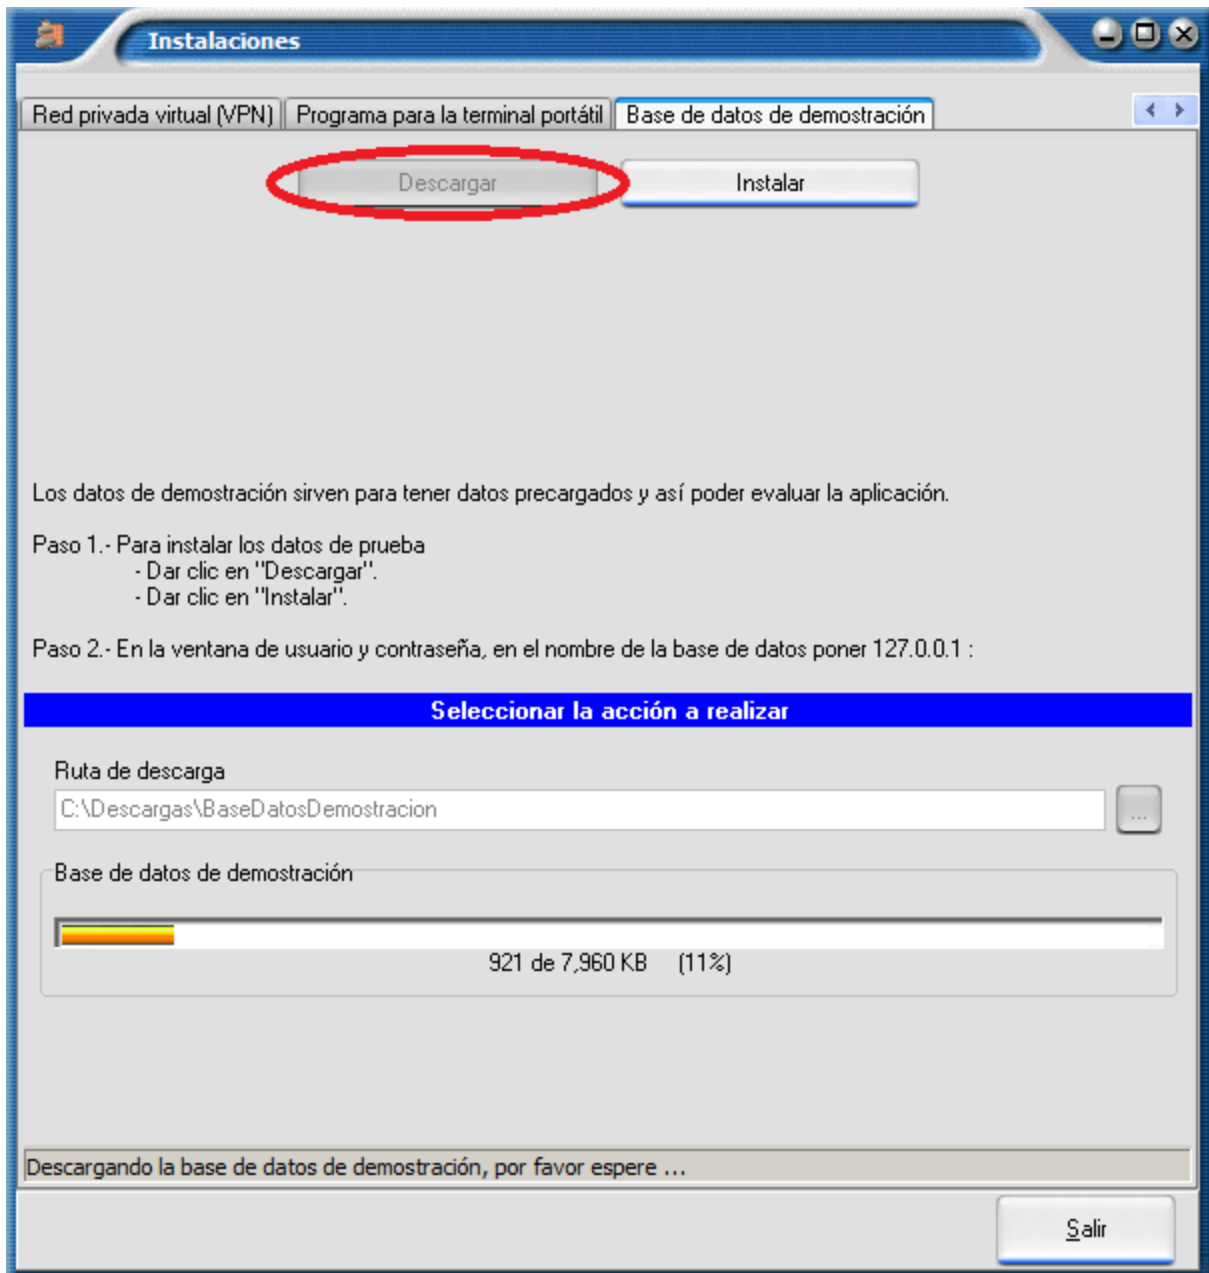 Instalaciones
Red privada virtual (VPN) Programa para la terminal portátil Base de datos de demostración
Descargar Instalar
Los datos de demostración sirven para tener datos precargados y así poder evaluar la aplicación.
Paso 1.- Para instalar los datos de prueba
- Dar clic en "Descargar".
- Dar clic en "Instalar".
Paso 2.- En la ventana de usuario y contraseña, en el nombre de la base de datos poner 127.0.0.1 :
Seleccionar la acción a realizar
Ruta de descarga
C:\Descargas\BaseDatosDemostracion
...
Base de datos de demostración
921 de 7,960 KB (11%)
Descargando la base de datos de demostración, por favor espere ...
Salir